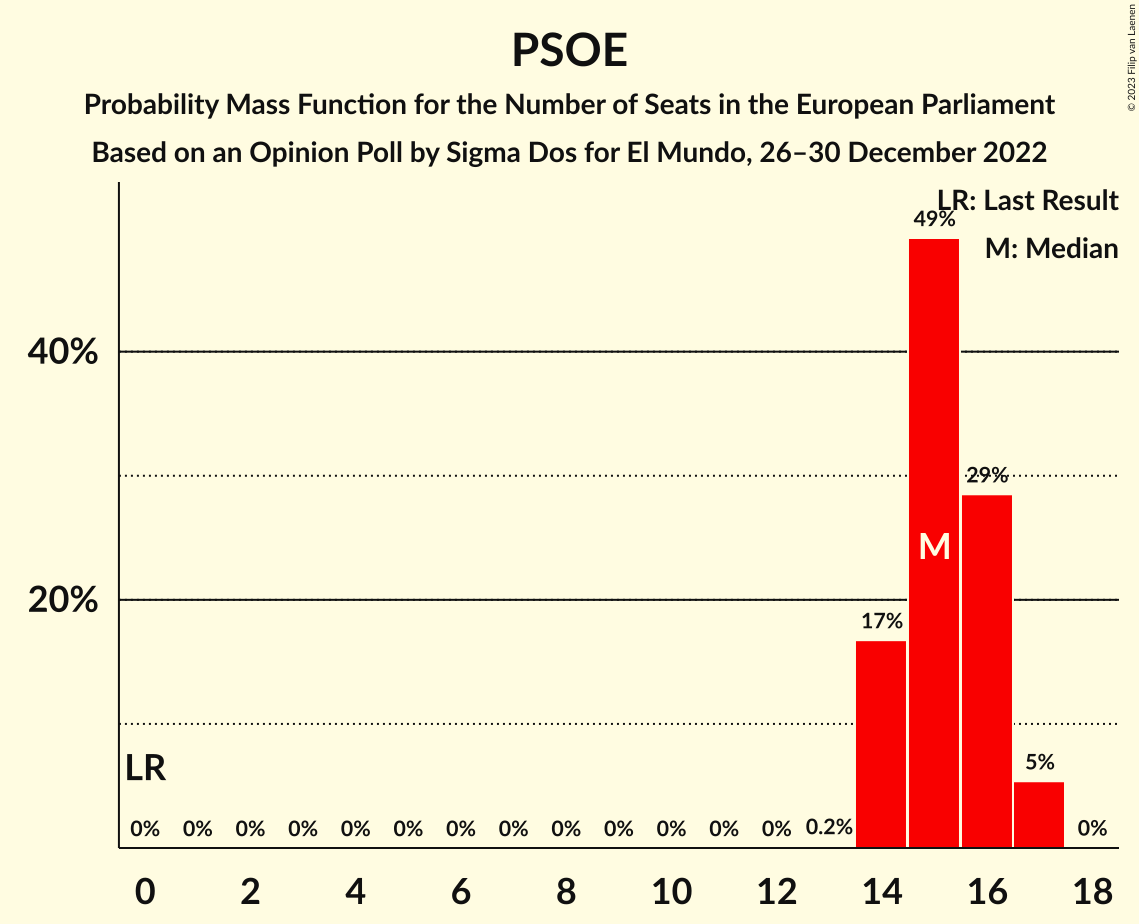 PSOE
Probability Mass Function for the Number of Seats in the European Parliament
Based on an Opinion Poll by Sigma Dos for El Mundo, 26–30 December 2022
© 2023 Filip van Laenen
LR: Last Result
M: Median
49%
40%
29%
M
20%
17%
5%
LR
0% 0% 0% 0% 0% 0% 0% 0% 0% 0% 0% 0% 0% 0.2% 0%
0 2 4 6 8 10 12 14 16 18